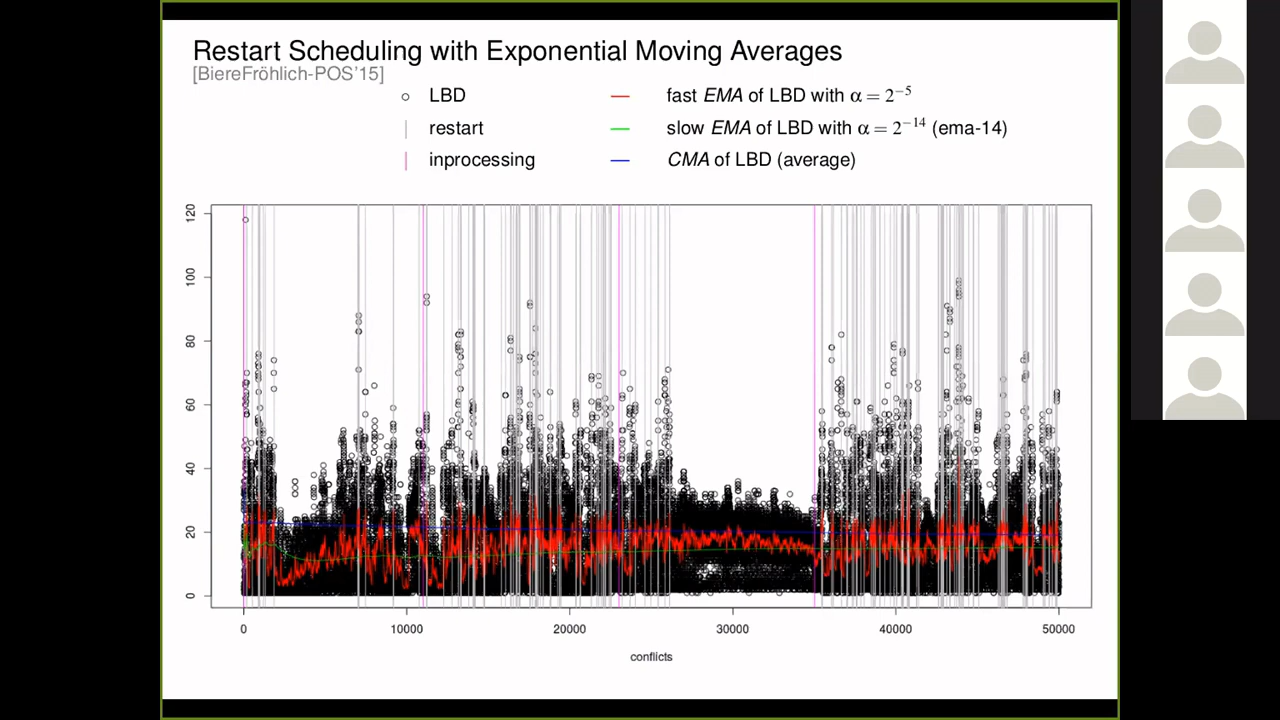 Restart Scheduling with Exponential Moving Averages
[BiereFröhlich-POS'15]
LBD
fast EMA of LBD with α = 2⁻⁵
restart
slow EMA of LBD with α = 2⁻¹⁴ (ema-14)
inprocessing
CMA of LBD (average)
120
100
80
60
40
20
0
0 10000 20000 30000 40000 50000
conflicts